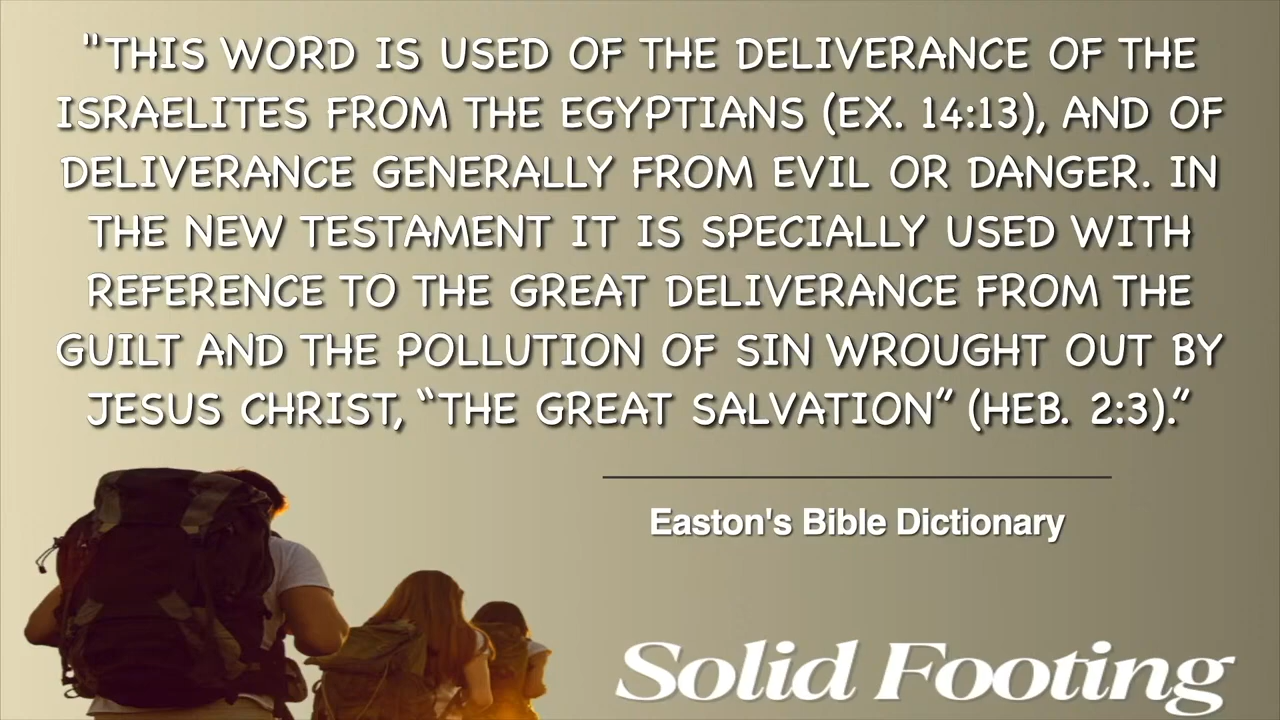 "THIS WORD IS USED OF THE DELIVERANCE OF THE
ISRAELITES FROM THE EGYPTIANS (EX. 14:13), AND OF
DELIVERANCE GENERALLY FROM EVIL OR DANGER. IN
THE NEW TESTAMENT IT IS SPECIALLY USED WITH
REFERENCE TO THE GREAT DELIVERANCE FROM THE
GUILT AND THE POLLUTION OF SIN WROUGHT OUT BY
JESUS CHRIST, “THE GREAT SALVATION” (HEB. 2:3).”
Easton's Bible Dictionary
Solid Footing